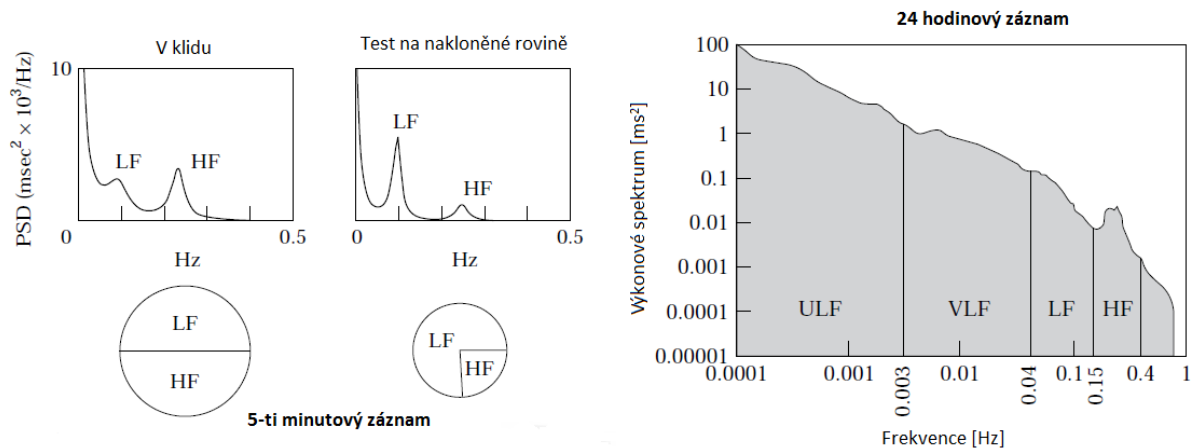 V klidu
10
LF
HF
PSD (msec² × 10³/Hz)
0
0.5
Hz
LF
HF
Test na nakloněné rovině
LF
HF
0
0.5
Hz
LF
HF
5-ti minutový záznam
24 hodinový záznam
Výkonové spektrum [ms²]
100
10
1
0.1
0.01
0.001
0.0001
0.00001
ULF
VLF
LF
HF
0.0001
0.001
0.003
0.01
0.04
0.1
0.15
0.4
1
Frekvence [Hz]